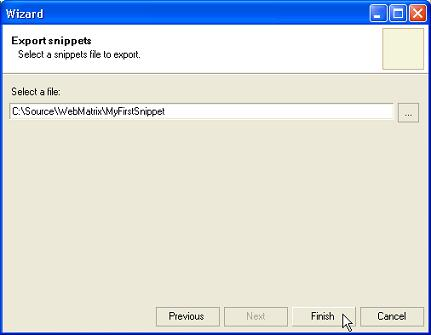 Wizard
Export snippets
Select a snippets file to export.
Select a file:
C:\Source\WebMatrix\MyFirstSnippet
...
Previous
Next
Finish
Cancel